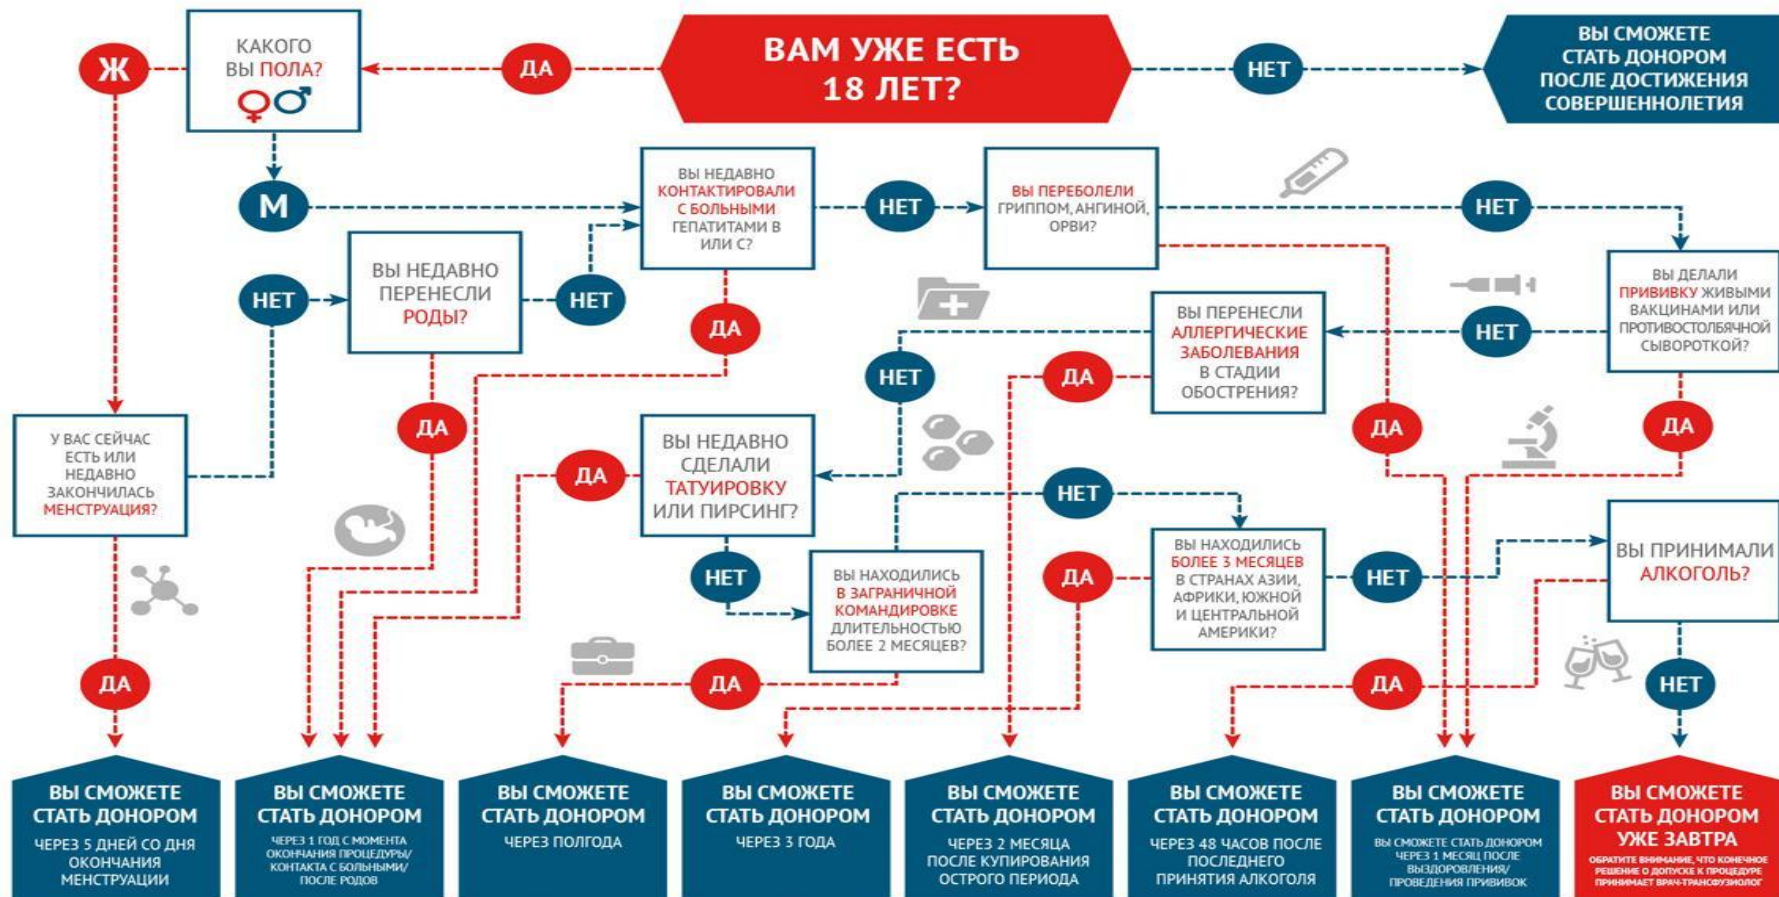 ВАМ УЖЕ ЕСТЬ
18 ЛЕТ?
НЕТ
ВЫ СМОЖЕТЕ
СТАТЬ ДОНОРОМ
ПОСЛЕ ДОСТИЖЕНИЯ
СОВЕРШЕННОЛЕТИЯ
ДА
КАКОГО
ВЫ ПОЛА?
Ж
М
У ВАС СЕЙЧАС
ЕСТЬ ИЛИ
НЕДАВНО
ЗАКОНЧИЛАСЬ
МЕНСТРУАЦИЯ?
ДА
НЕТ
ВЫ НЕДАВНО
ПЕРЕНЕСЛИ
РОДЫ?
ДА
НЕТ
ВЫ НЕДАВНО
КОНТАКТИРОВАЛИ
С БОЛЬНЫМИ
ГЕПАТИТАМИ В
ИЛИ С?
ДА
НЕТ
ВЫ ПЕРЕБОЛЕЛИ
ГРИППОМ, АНГИНОЙ,
ОРВИ?
ДА
НЕТ
ВЫ ДЕЛАЛИ
ПРИВИВКУ ЖИВЫМИ
ВАКЦИНАМИ ИЛИ
ПРОТИВОСТОЛБЯЧНОЙ
СЫВОРОТКОЙ?
ДА
НЕТ
ВЫ ПЕРЕНЕСЛИ
АЛЛЕРГИЧЕСКИЕ
ЗАБОЛЕВАНИЯ
В СТАДИИ
ОБОСТРЕНИЯ?
ДА
НЕТ
ВЫ НЕДАВНО
СДЕЛАЛИ
ТАТУИРОВКУ
ИЛИ ПИРСИНГ?
ДА
НЕТ
ВЫ НАХОДИЛИСЬ
В ЗАГРАНИЧНОЙ
КОМАНДИРОВКЕ
ДЛИТЕЛЬНОСТЬЮ
БОЛЕЕ 2 МЕСЯЦЕВ?
ДА
НЕТ
ВЫ НАХОДИЛИСЬ
БОЛЕЕ 3 МЕСЯЦЕВ
В СТРАНАХ АЗИИ,
АФРИКИ, ЮЖНОЙ
И ЦЕНТРАЛЬНОЙ
АМЕРИКИ?
ДА
НЕТ
ВЫ ПРИНИМАЛИ
АЛКОГОЛЬ?
ДА
НЕТ
ВЫ СМОЖЕТЕ
СТАТЬ ДОНОРОМ
ЧЕРЕЗ 5 ДНЕЙ СО ДНЯ
ОКОНЧАНИЯ
МЕНСТРУАЦИИ
ВЫ СМОЖЕТЕ
СТАТЬ ДОНОРОМ
ЧЕРЕЗ 1 ГОД С МОМЕНТА
ОКОНЧАНИЯ ПРОЦЕДУРЫ/
КОНТАКТА С БОЛЬНЫМИ/
ПОСЛЕ РОДОВ
ВЫ СМОЖЕТЕ
СТАТЬ ДОНОРОМ
ЧЕРЕЗ ПОЛГОДА
ВЫ СМОЖЕТЕ
СТАТЬ ДОНОРОМ
ЧЕРЕЗ 3 ГОДА
ВЫ СМОЖЕТЕ
СТАТЬ ДОНОРОМ
ЧЕРЕЗ 2 МЕСЯЦА
ПОСЛЕ КУПИРОВАНИЯ
ОСТРОГО ПЕРИОДА
ВЫ СМОЖЕТЕ
СТАТЬ ДОНОРОМ
ЧЕРЕЗ 48 ЧАСОВ ПОСЛЕ
ПОСЛЕДНЕГО
ПРИНЯТИЯ АЛКОГОЛЯ
ВЫ СМОЖЕТЕ
СТАТЬ ДОНОРОМ
ВЫ СМОЖЕТЕ СТАТЬ ДОНОРОМ
ЧЕРЕЗ 1 МЕСЯЦ ПОСЛЕ
ВЫЗДОРОВЛЕНИЯ/
ПРОВЕДЕНИЯ ПРИВИВОК
ВЫ СМОЖЕТЕ
СТАТЬ ДОНОРОМ
УЖЕ ЗАВТРА
ОБРАТИТЕ ВНИМАНИЕ, ЧТО КОНЕЧНОЕ
РЕШЕНИЕ О ДОПУСКЕ К ПРОЦЕДУРЕ
ПРИНИМАЕТ ВРАЧ-ТРАНСФУЗИОЛОГ